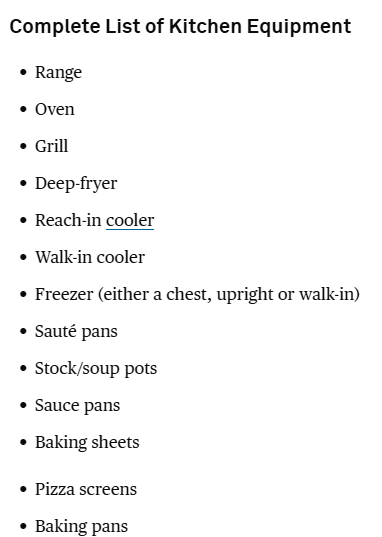 Complete List of Kitchen Equipment
• Range
• Oven
• Grill
• Deep-fryer
• Reach-in cooler
• Walk-in cooler
• Freezer (either a chest, upright or walk-in)
• Sauté pans
• Stock/soup pots
• Sauce pans
• Baking sheets
• Pizza screens
• Baking pans